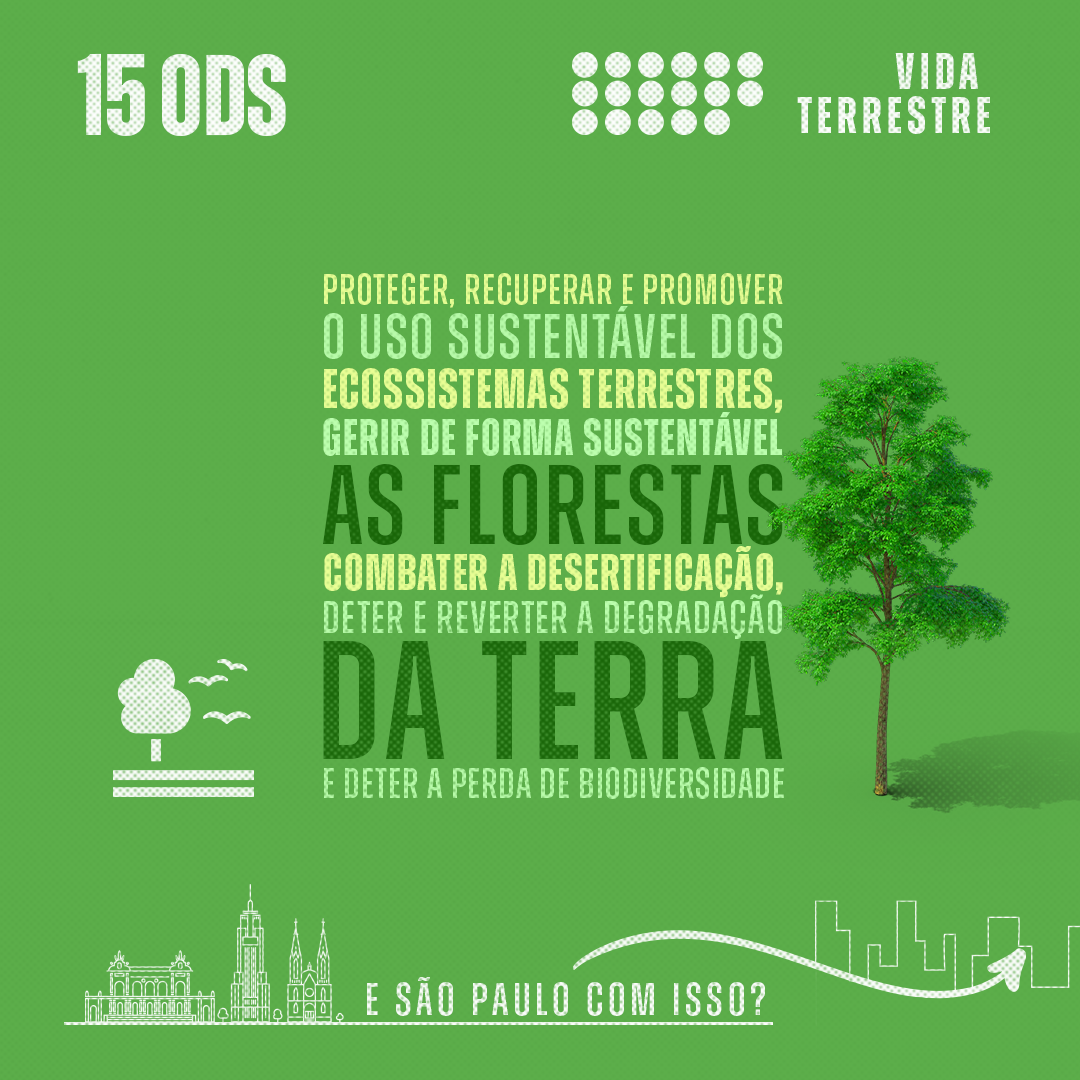 15 ODS
VIDA
TERRESTRE
PROTEGER, RECUPERAR E PROMOVER
O USO SUSTENTÁVEL DOS
ECOSSISTEMAS TERRESTRES,
GERIR DE FORMA SUSTENTÁVEL
AS FLORESTAS
COMBATER A DESERTIFICAÇÃO,
DETER E REVERTER A DEGRADAÇÃO
DA TERRA
E DETER A PERDA DE BIODIVERSIDADE
E SÃO PAULO COM ISSO?